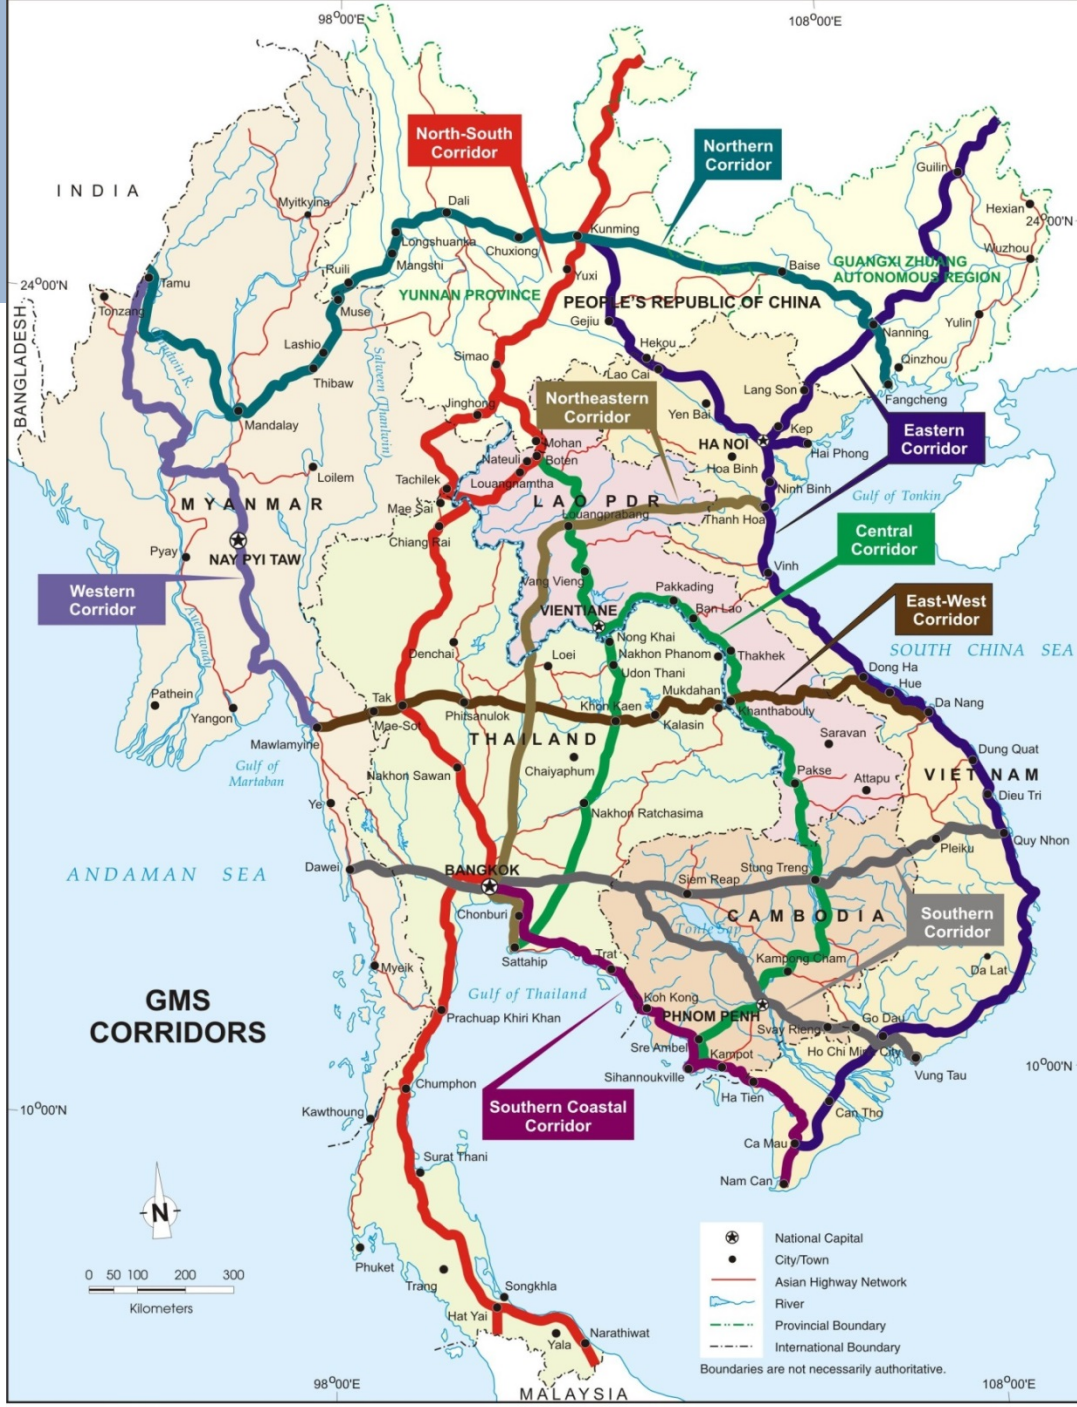 98°00'E
108°00'E
North-South
Corridor
Northern
Corridor
INDIA
Guilin
Myitkyina
Dali
Hexian
24°00'N
Longshuanka
Chuxiong
Kunming
Wuzhou
Mangshi
Baise
GUANGXI ZHUANG
AUTONOMOUS REGION
Ruili
Yuxi
24°00'N
Tamu
YUNNAN PROVINCE
PEOPLE'S REPUBLIC OF CHINA
Tonzang
Muse
Gejiu
Nanning
Yulin
BANGLADESH
Lashio
Hekou
Simao
Qinzhou
Salween (Thanlwin)
Lao Cai
Thibaw
Lang Son
Fangcheng
Northeastern
Corridor
Jinghong
Yen Bai
Mandalay
Kep
Eastern
Corridor
Mohan
HA NOI
Hai Phong
Nateuil
Boten
Hoa Binh
Loilem
Tachilek
Louangnamtha
Ninh Binh
Gulf of Tonkin
MYANMAR
LAO PDR
Mae Sai
Louangprabang
Thanh Hoa
Chiang Rai
Central
Corridor
Pyay
NAY PYI TAW
Vinh
Western
Corridor
Vang Vieng
Pakkading
East-West
Corridor
VIENTIANE
Ban Lao
Ayeyawady
Nong Khai
Denchai
Loei
Nakhon Phanom
Thakhek
SOUTH CHINA SEA
Udon Thani
Dong Ha
Pathein
Mukdahan
Hue
Tak
Yangon
Phitsanulok
Khon Kaen
Khanthabouty
Da Nang
Mae-Sot
Kalasin
Mawlamyine
THAILAND
Saravan
Dung Quat
Gulf of
Martaban
Nakhon Sawan
Chaiyaphum
Pakse
Attapu
VIET NAM
Ye
Dieu Tri
Nakhon Ratchasima
Quy Nhon
Pleiku
Dawei
BANGKOK
Stung Treng
ANDAMAN SEA
Siem Reap
Chonburi
CAMBODIA
Southern
Corridor
Tonle Sap
Sattahip
Trat
Kampong Cham
Myeik
Da Lat
Gulf of Thailand
Koh Kong
GMS
CORRIDORS
Prachuap Khiri Khan
PHNOM PENH
Go Dau
Svay Rieng
Sre Ambel
Kampot
Ho Chi Minh City
Sihannoukville
Vung Tau
10°00'N
Chumphon
Ha Tien
10°00'N
Kawthoung
Southern Coastal
Corridor
Can Tho
Ca Mau
Surat Thani
Nam Can
N
National Capital
Phuket
City/Town
0 50 100 200 300
Trang
Songkhla
Asian Highway Network
Kilometers
River
Hat Yai
Provincial Boundary
Narathiwat
Yala
International Boundary
Boundaries are not necessarily authoritative.
98°00'E
MALAYSIA
108°00'E